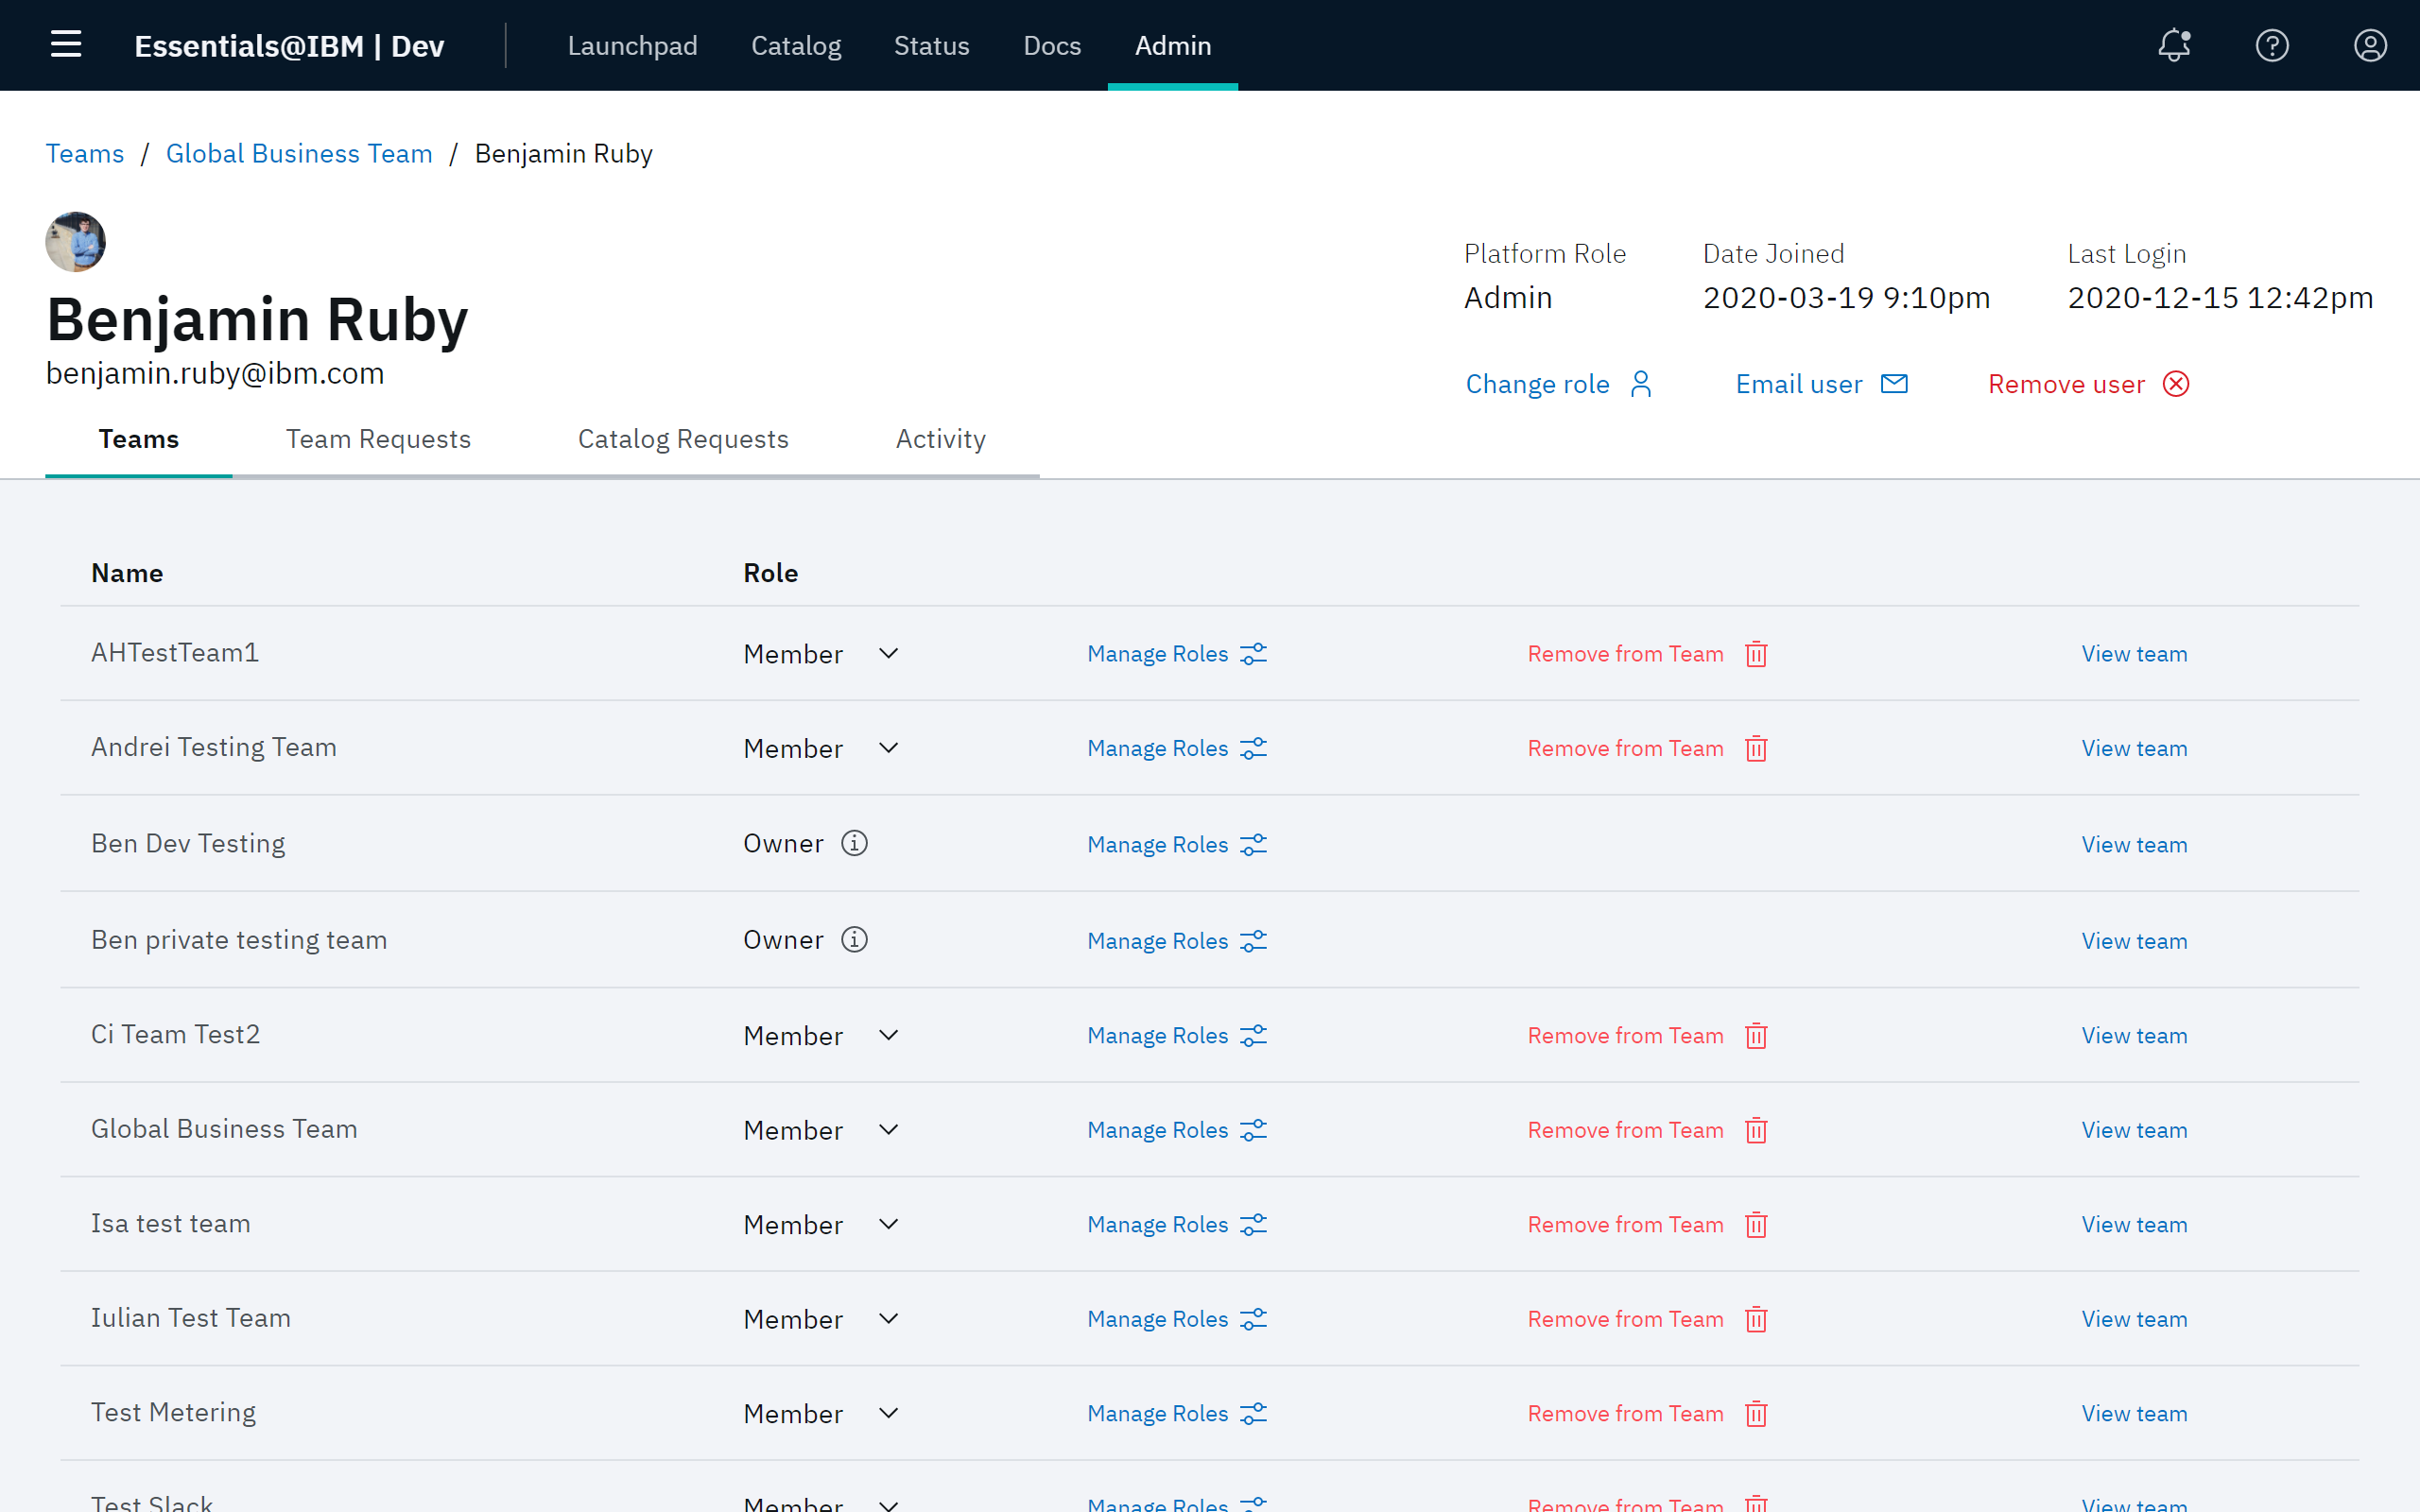 Essentials@IBM | Dev Launchpad Catalog Status Docs Admin
Teams / Global Business Team / Benjamin Ruby
Benjamin Ruby
benjamin.ruby@ibm.com
Platform Role Date Joined Last Login
Admin 2020-03-19 9:10pm 2020-12-15 12:42pm
Change role Email user Remove user
Teams Team Requests Catalog Requests Activity
Name Role
AHTestTeam1 Member Manage Roles Remove from Team View team
Andrei Testing Team Member Manage Roles Remove from Team View team
Ben Dev Testing Owner Manage Roles View team
Ben private testing team Owner Manage Roles View team
Ci Team Test2 Member Manage Roles Remove from Team View team
Global Business Team Member Manage Roles Remove from Team View team
Isa test team Member Manage Roles Remove from Team View team
Iulian Test Team Member Manage Roles Remove from Team View team
Test Metering Member Manage Roles Remove from Team View team
Test Slack Member Manage Roles Remove from Team View team